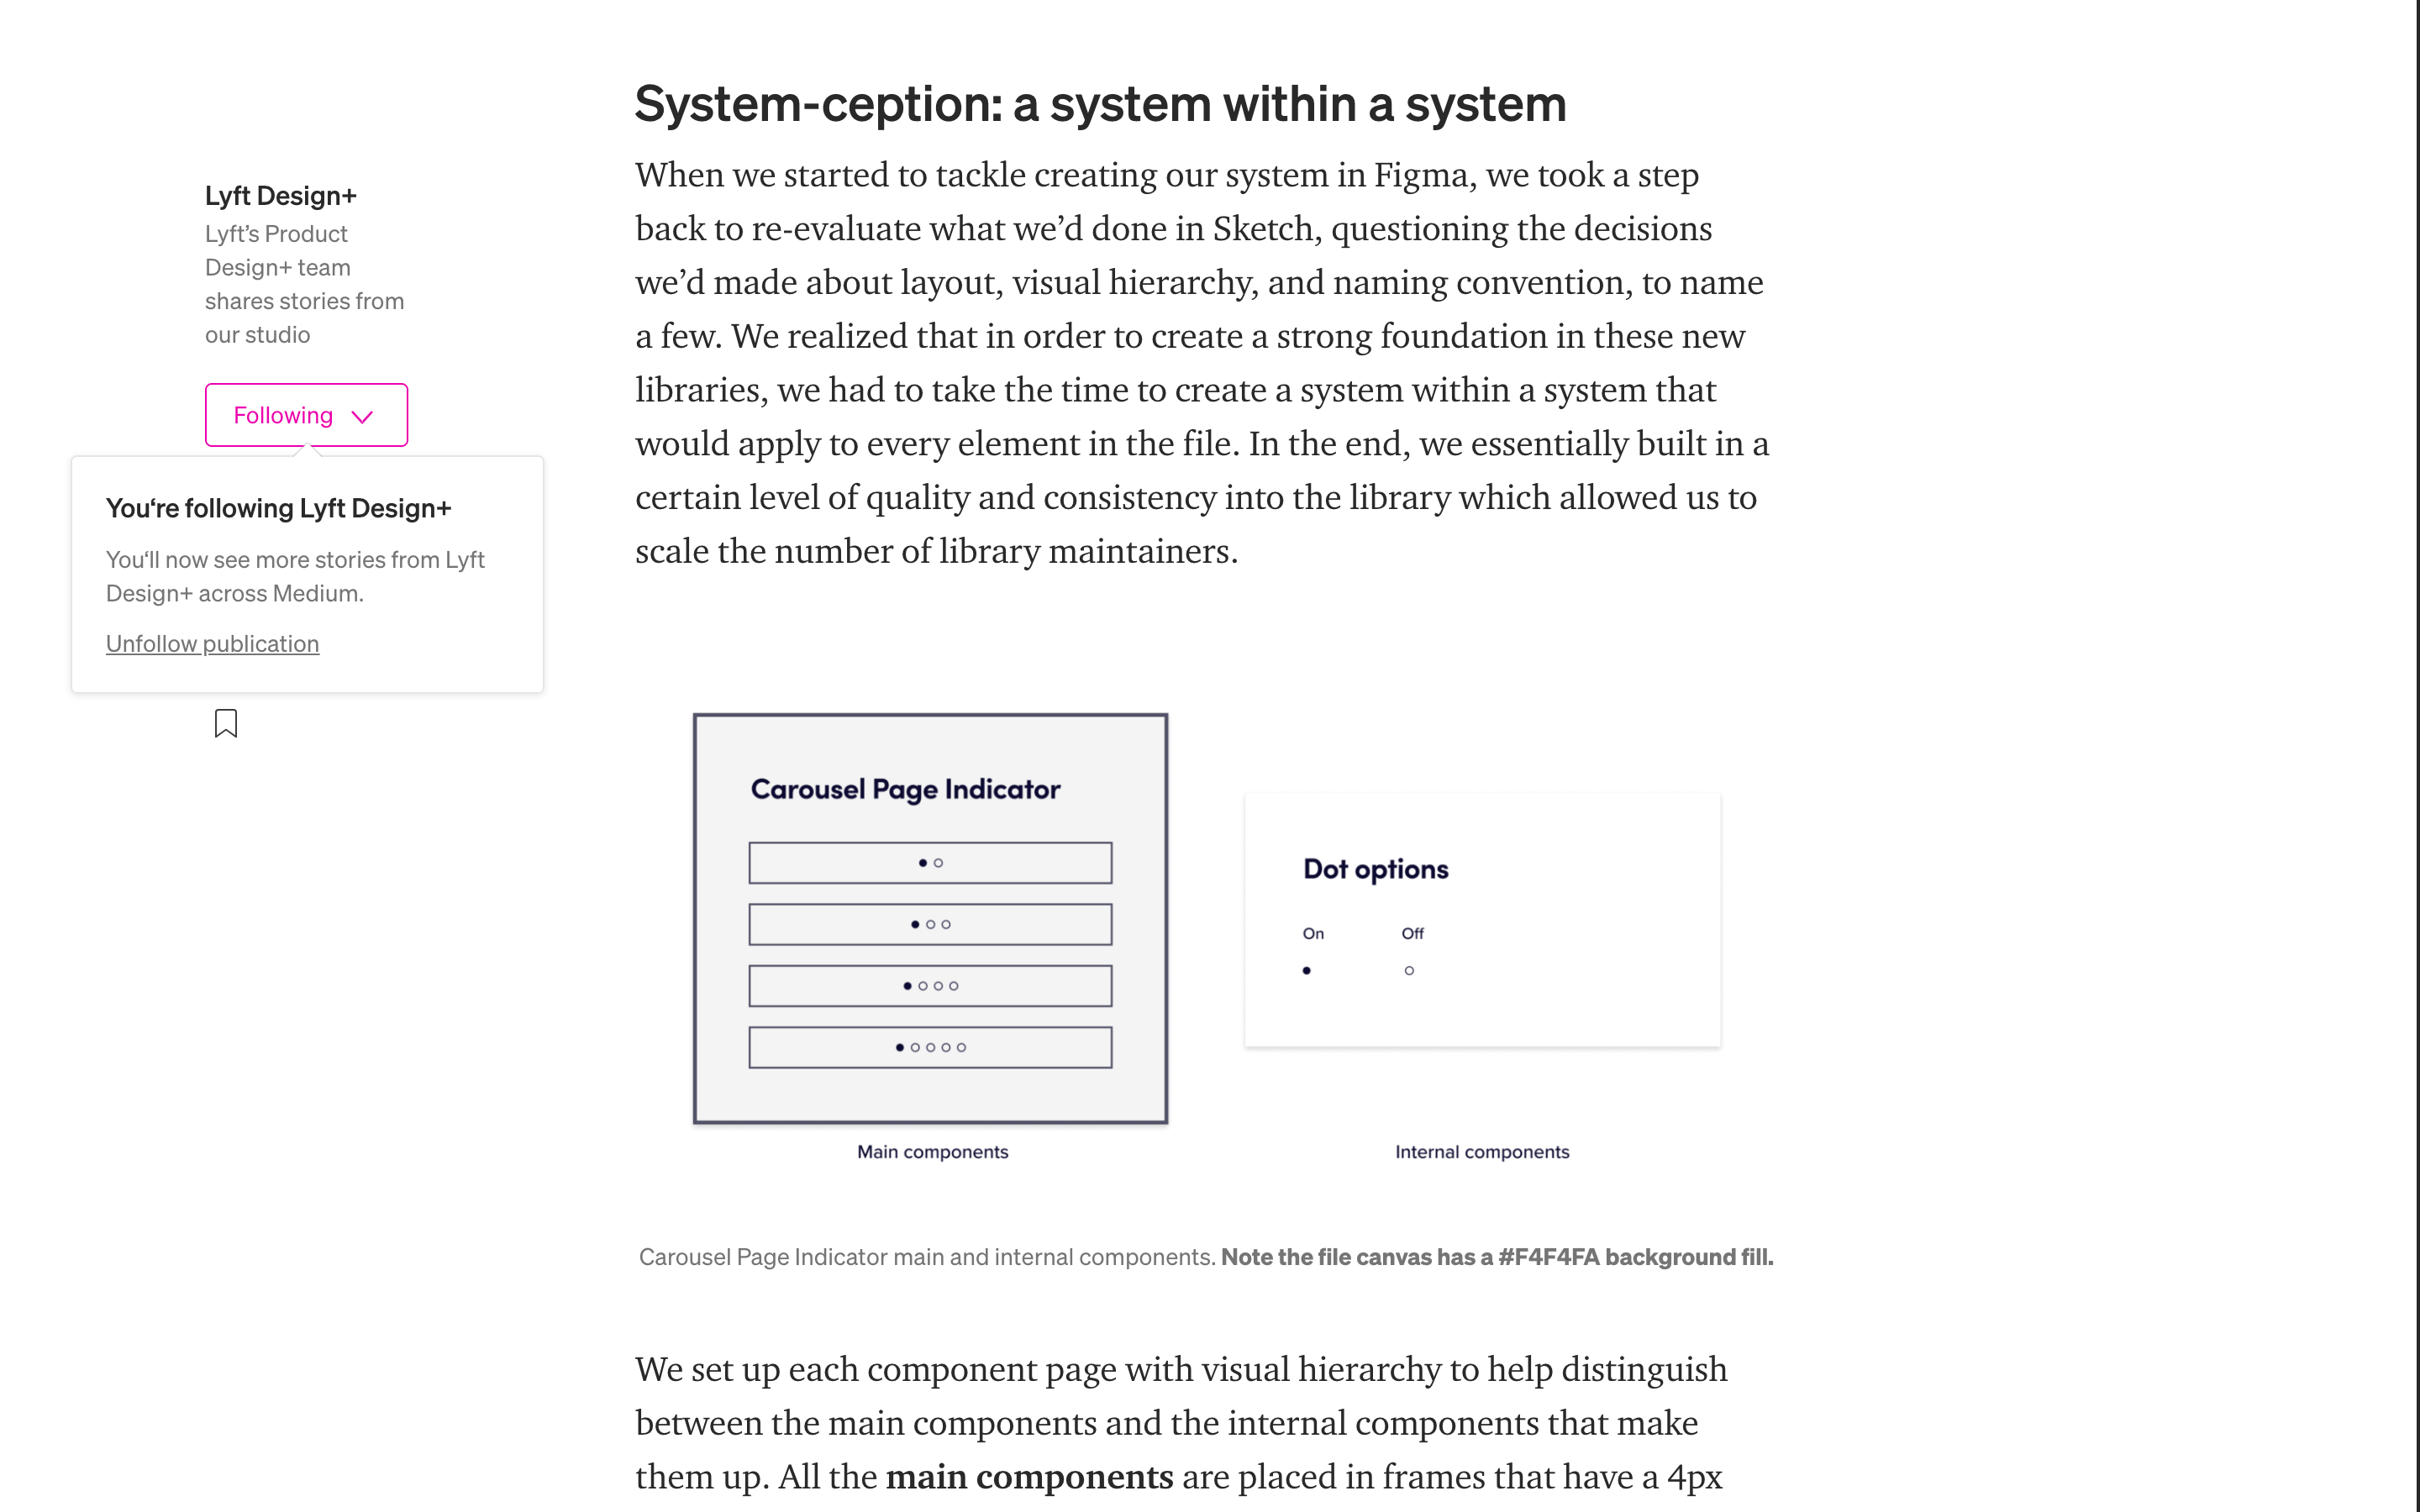 Lyft Design+
Lyft’s Product
Design+ team
shares stories from
our studio
Following
You‘re following Lyft Design+
You‘ll now see more stories from Lyft
Design+ across Medium.
Unfollow publication
System-ception: a system within a system
When we started to tackle creating our system in Figma, we took a step
back to re-evaluate what we’d done in Sketch, questioning the decisions
we’d made about layout, visual hierarchy, and naming convention, to name
a few. We realized that in order to create a strong foundation in these new
libraries, we had to take the time to create a system within a system that
would apply to every element in the file. In the end, we essentially built in a
certain level of quality and consistency into the library which allowed us to
scale the number of library maintainers.
Carousel Page Indicator
Main components
Dot options
On Off
Internal components
Carousel Page Indicator main and internal components. Note the file canvas has a #F4F4FA background fill.
We set up each component page with visual hierarchy to help distinguish
between the main components and the internal components that make
them up. All the main components are placed in frames that have a 4px